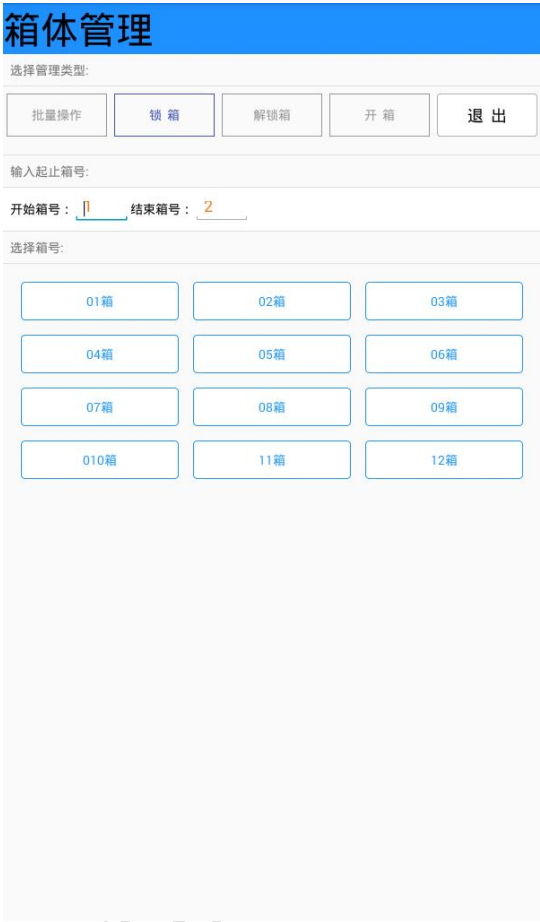 箱体管理
选择管理类型:
批量操作 锁 箱 解锁箱 开 箱 退 出
输入起止箱号:
开始箱号： 1 结束箱号： 2
选择箱号:
01箱 02箱 03箱
04箱 05箱 06箱
07箱 08箱 09箱
010箱 11箱 12箱